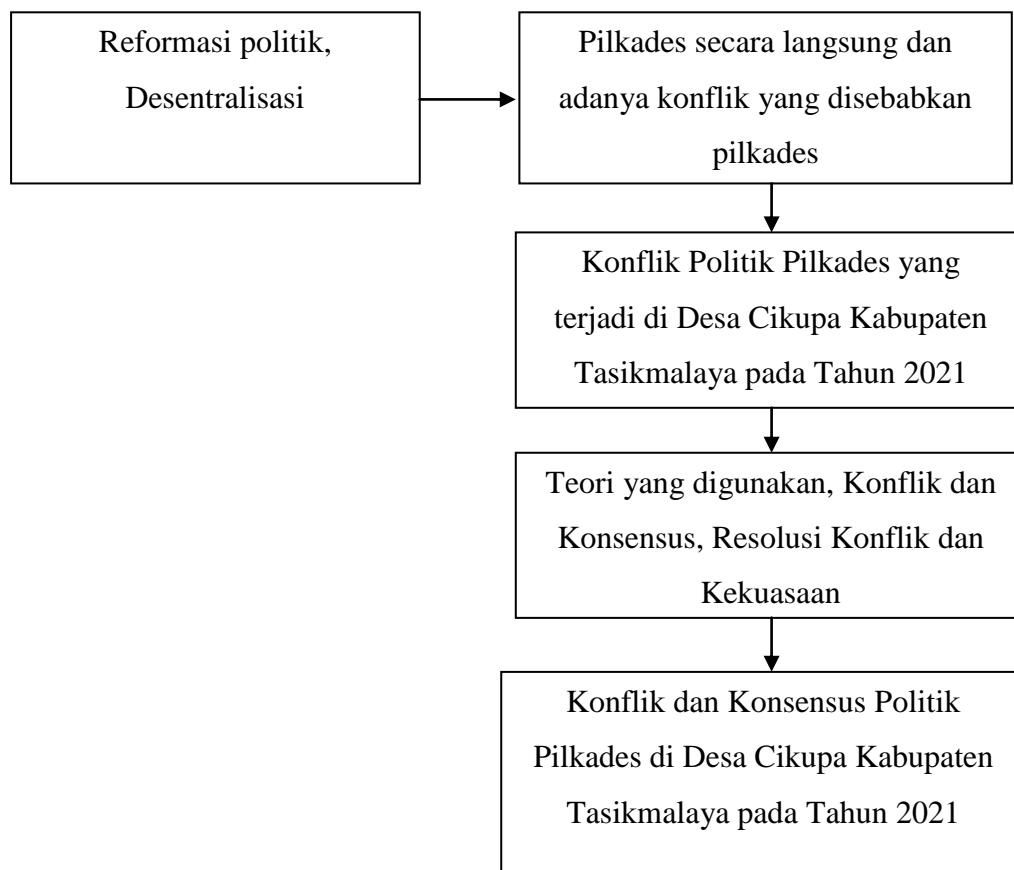 Reformasi politik,
Desentralisasi
Pilkades secara langsung dan
adanya konflik yang disebabkan
pilkades
Konflik Politik Pilkades yang
terjadi di Desa Cikupa Kabupaten
Tasikmalaya pada Tahun 2021
Teori yang digunakan, Konflik dan
Konsensus, Resolusi Konflik dan
Kekuasaan
Konflik dan Konsensus Politik
Pilkades di Desa Cikupa Kabupaten
Tasikmalaya pada Tahun 2021